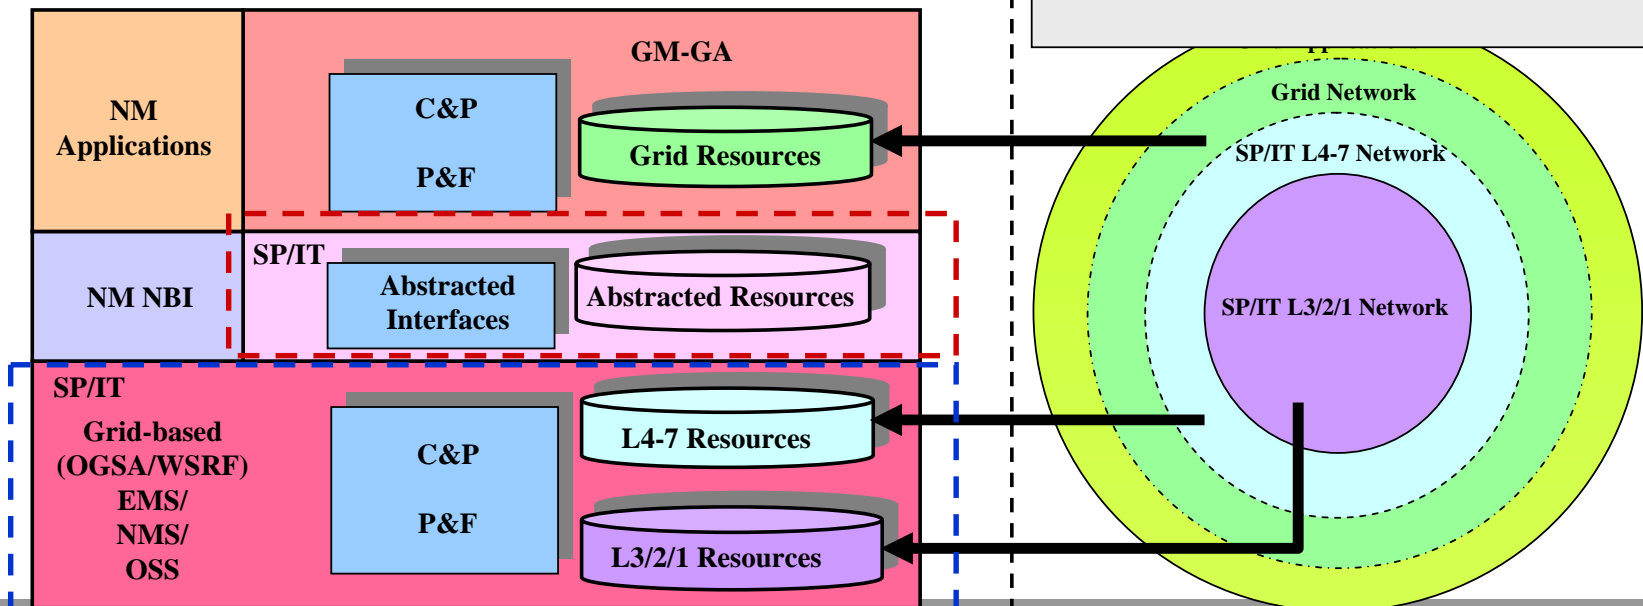 GM-GA
NM
Applications
C&P
P&F
Grid Resources
NM NBI
SP/IT
Abstracted
Interfaces
Abstracted Resources
SP/IT
Grid-based
(OGSA/WSRF)
EMS/
NMS/
OSS
C&P
P&F
L4-7 Resources
L3/2/1 Resources
Grid Network
SP/IT L4-7 Network
SP/IT L3/2/1 Network